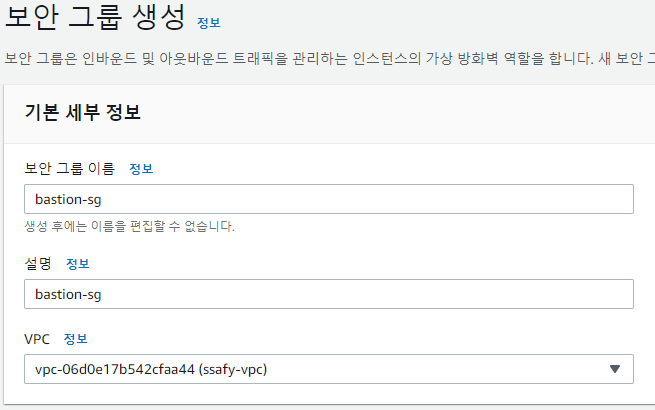 보안 그룹 생성 정보
보안 그룹은 인바운드 및 아웃바운드 트래픽을 관리하는 인스턴스의 가상 방화벽 역할을 합니다. 새 보안
기본 세부 정보
보안 그룹 이름 정보
bastion-sg
생성 후에는 이름을 편집할 수 없습니다.
설명 정보
bastion-sg
VPC 정보
vpc-06d0e17b542cfaa44 (ssafy-vpc)